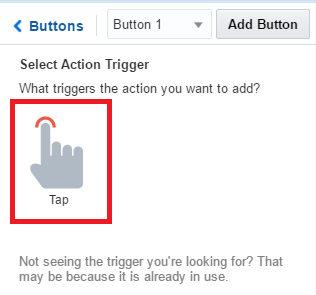 Buttons Button 1 Add Button
Select Action Trigger
What triggers the action you want to add?
Tap
Not seeing the trigger you're looking for? That
may be because it is already in use.